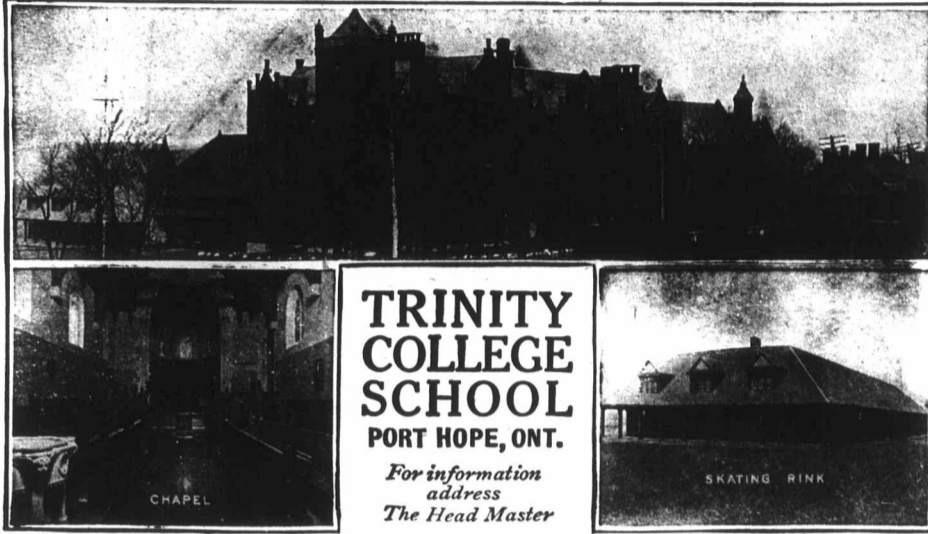 TRINITY
COLLEGE
SCHOOL
PORT HOPE, ONT.
For information
address
The Head Master
CHAPEL
SKATING RINK